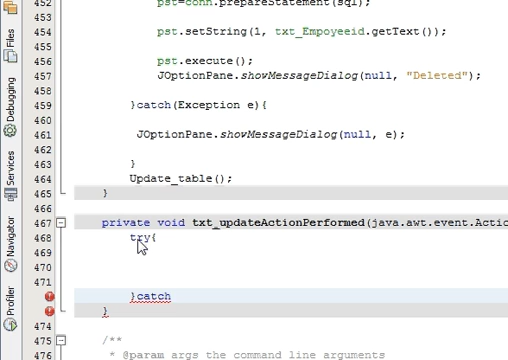 452 pst=conn.prepareStatement(sql);
453
454 pst.setString(1, txt_Empoyeeid.getText());
455
456 pst.execute();
457 JOptionPane.showMessageDialog(null, "Deleted");
458
459 }catch(Exception e){
460
461 JOptionPane.showMessageDialog(null, e);
462
463 }
464 Update_table();
465 }
466
467 private void txt_updateActionPerformed(java.awt.event.Actio
468 try{
469
470
471
}catch
}
474
475 /**
476 * @param args the command line arguments
Files
Debugging
Services
Navigator
Profiler